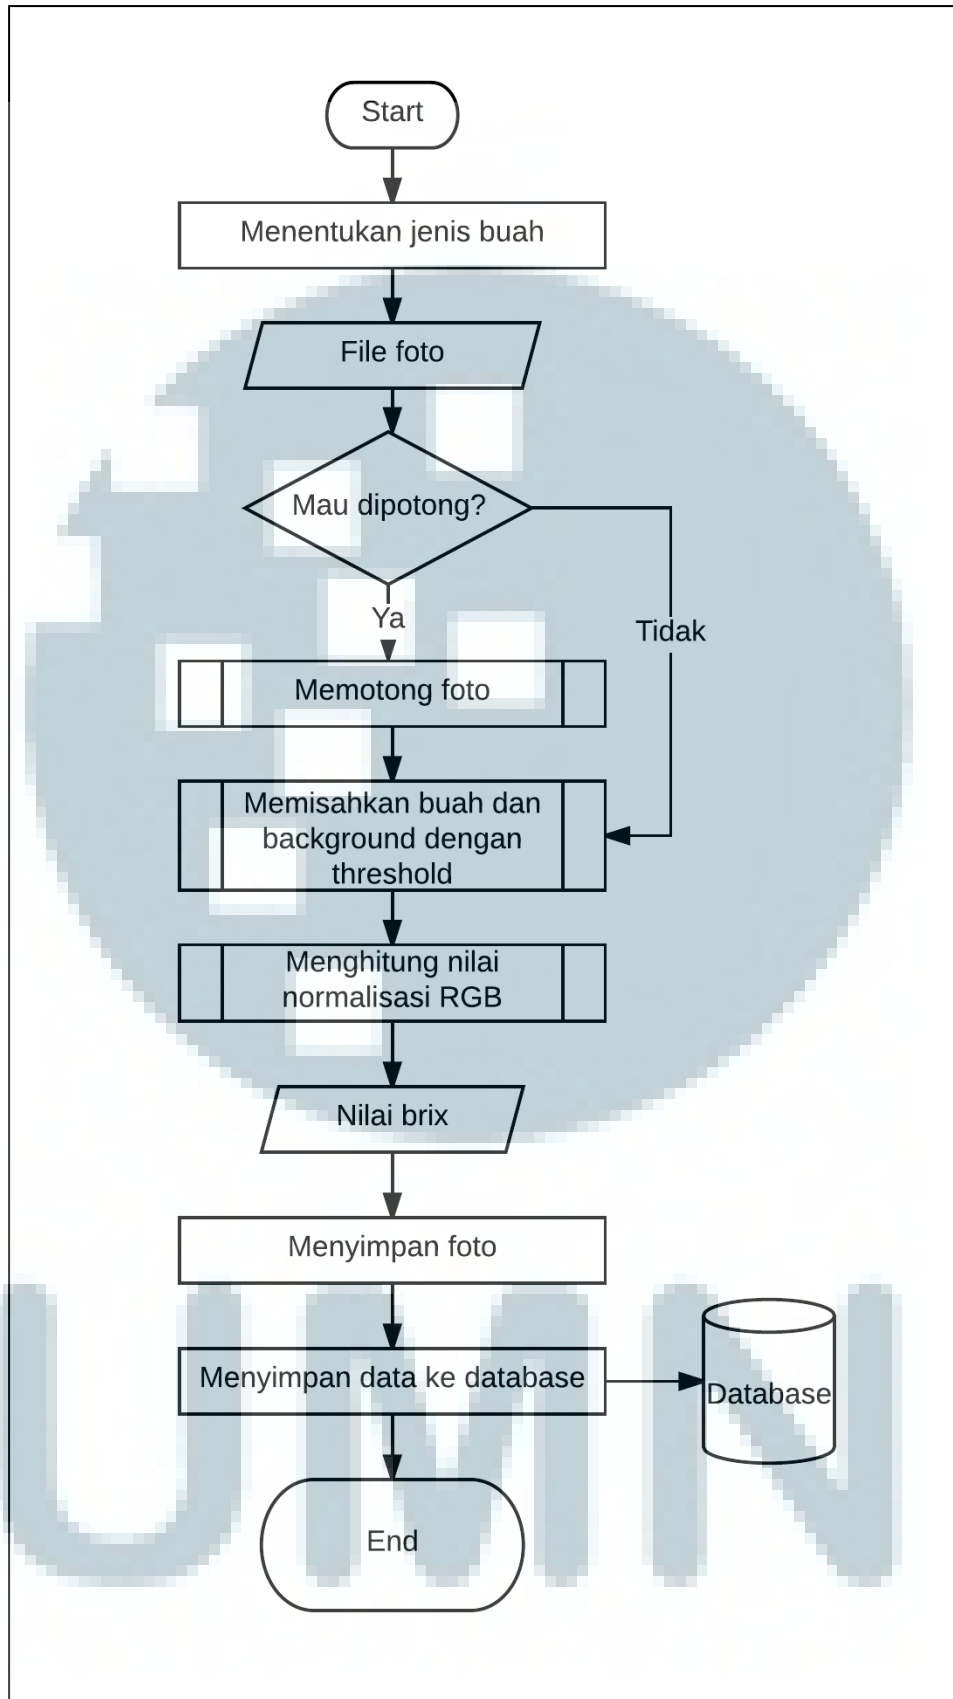 Start
Menentukan jenis buah
File foto
Mau dipotong?
Ya
Tidak
Memotong foto
Memisahkan buah dan
background dengan
threshold
Menghitung nilai
normalisasi RGB
Nilai brix
Menyimpan foto
Menyimpan data ke database
Database
End
UMN